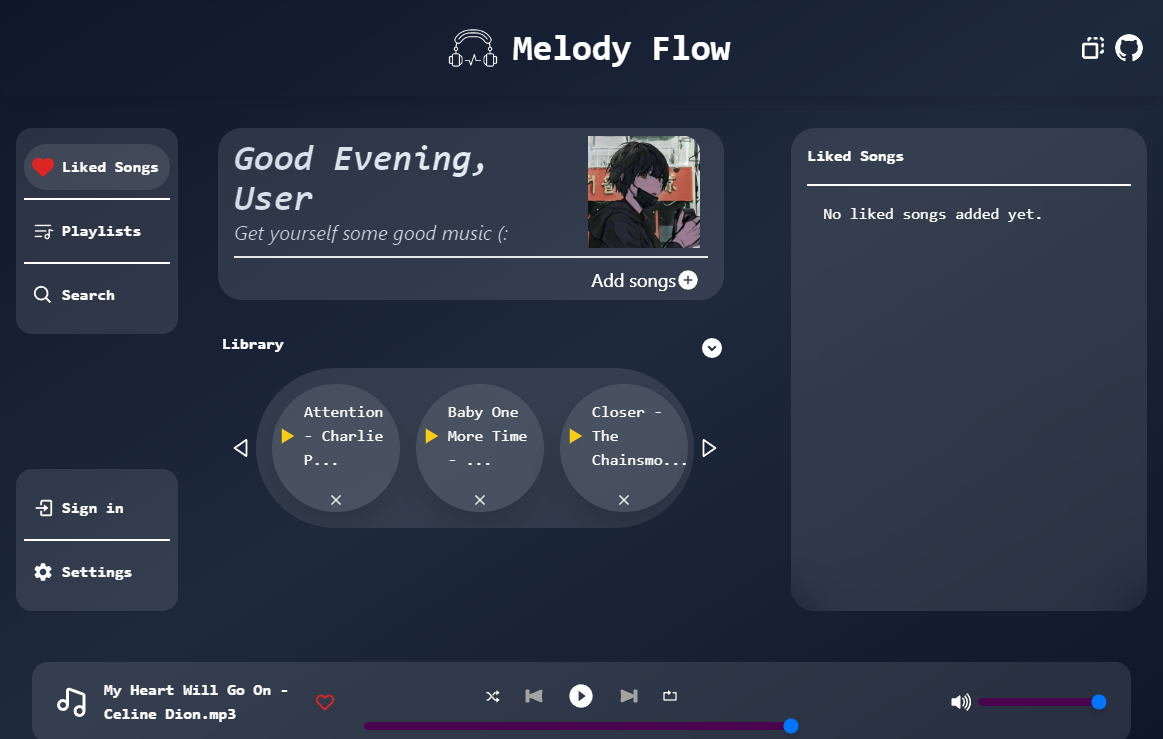 Melody Flow
Liked Songs
Playlists
Search
Sign in
Settings
Good Evening,
User
Get yourself some good music (:
Add songs
Library
Attention
- Charlie
P...
Baby One
More Time
- ...
Closer -
The
Chainsmo...
Liked Songs
No liked songs added yet.
My Heart Will Go On -
Celine Dion.mp3